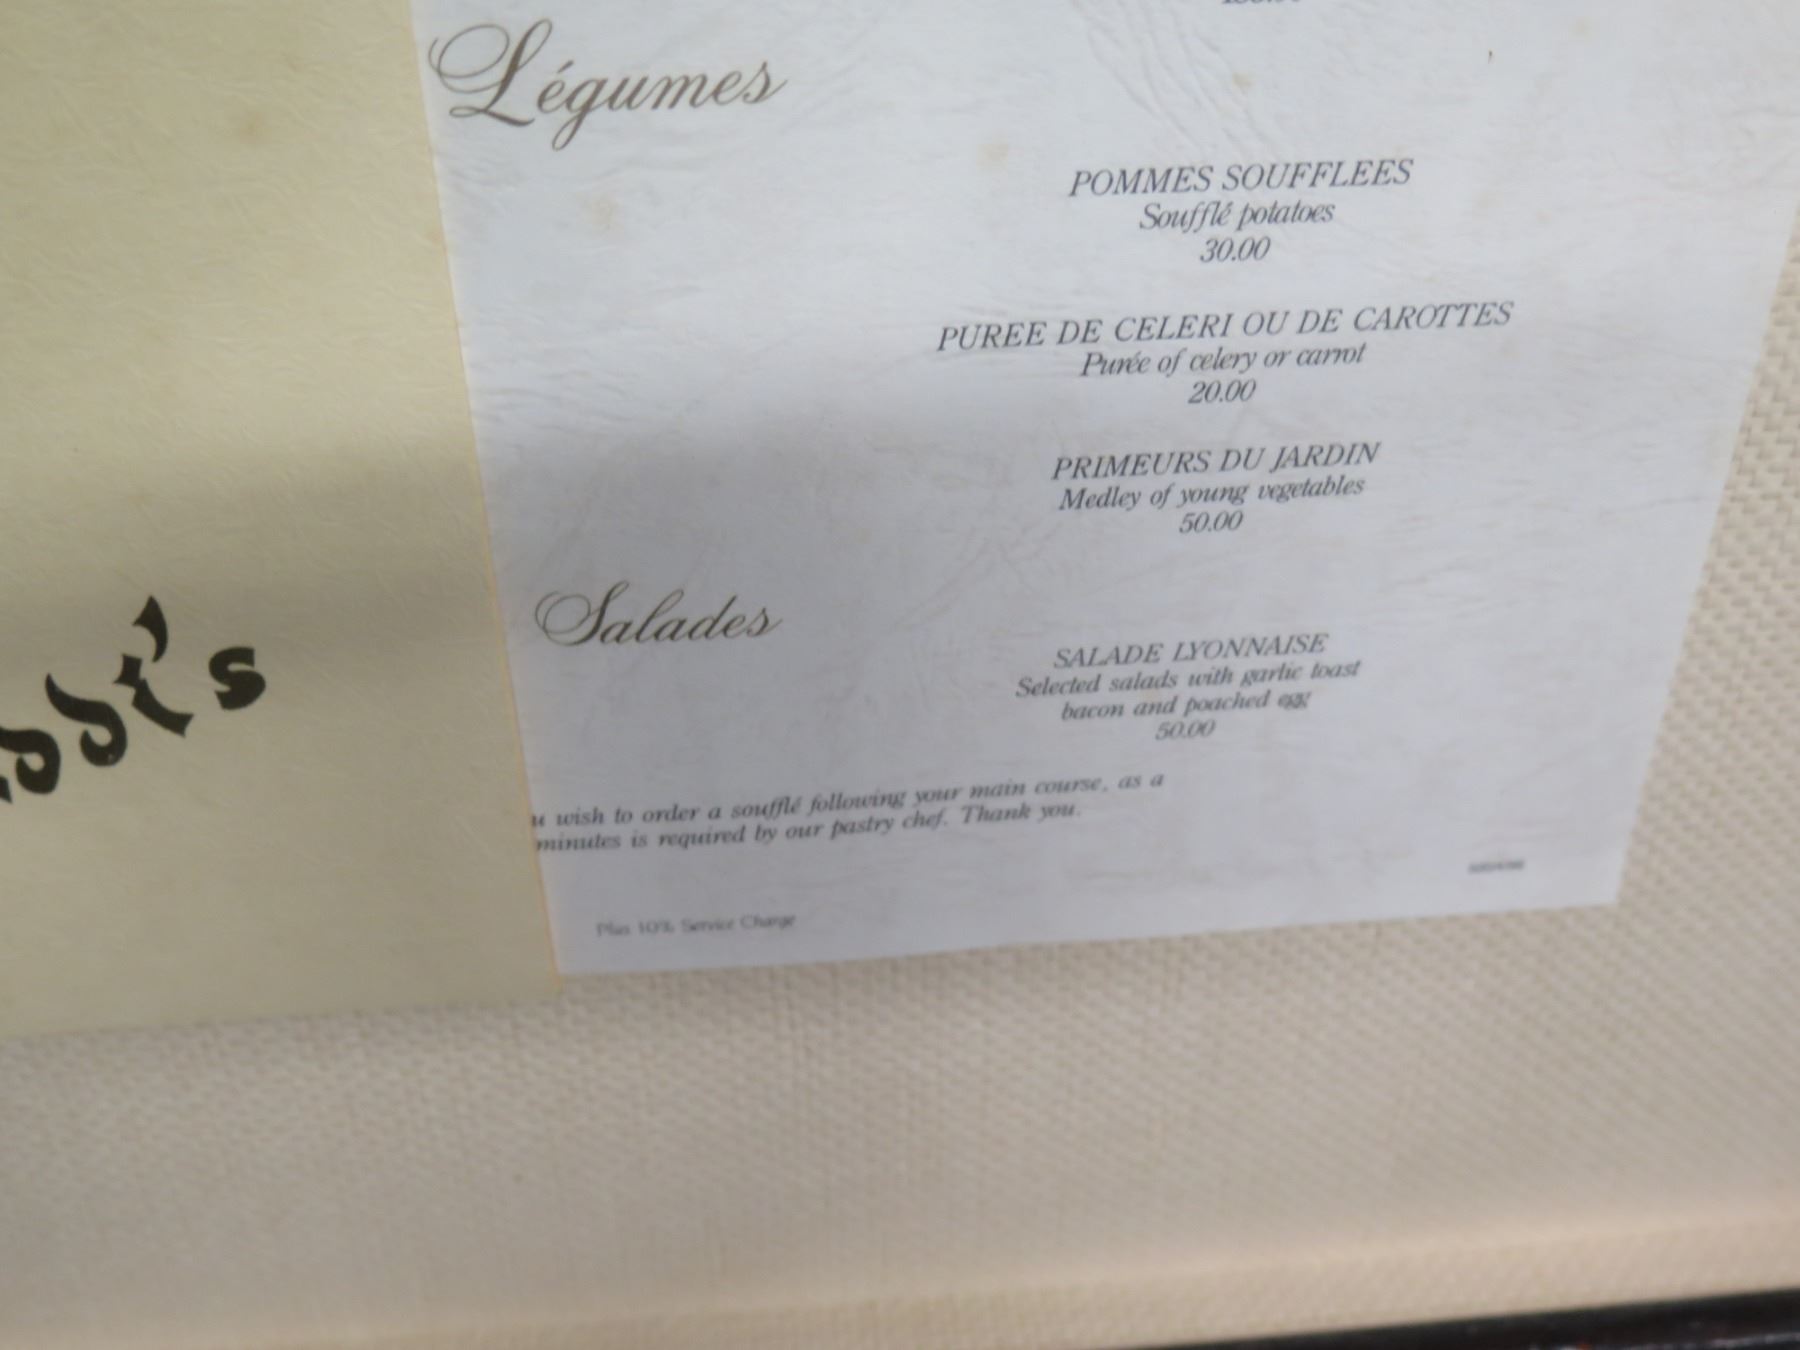 Légumes
POMMES SOUFFLEES
Soufflé potatoes
30.00
PUREE DE CELERI OU DE CAROTTES
Purée of celery or carrot
20.00
PRIMEURS DU JARDIN
Medley of young vegetables
50.00
Salades
SALADE LYONNAISE
Selected salads with garlic toast
bacon and poached egg
50.00
u wish to order a soufflé following your main course, as a
minutes is required by our pastry chef. Thank you.
Plus 10% Service Charge
's